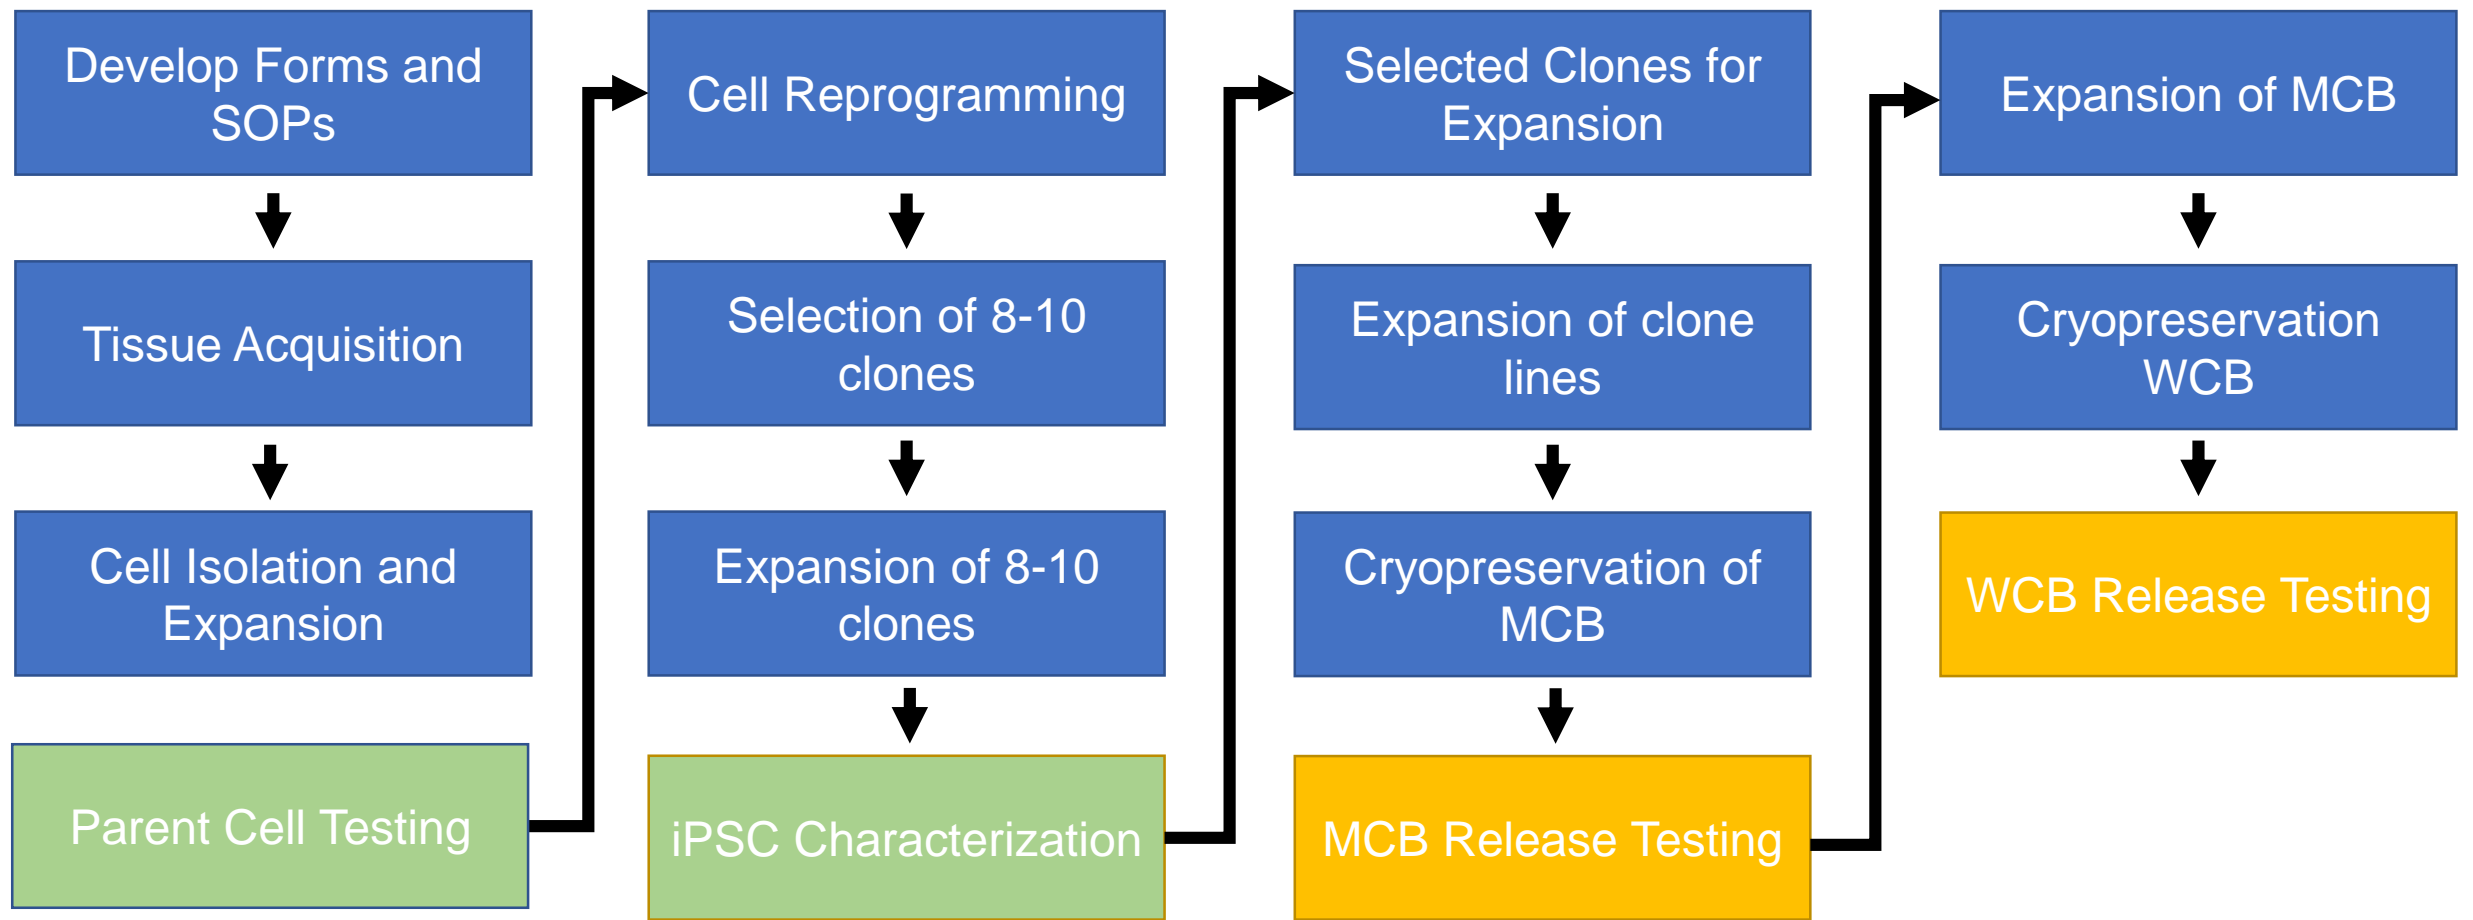 Develop Forms and
SOPs
Tissue Acquisition
Cell Isolation and
Expansion
Parent Cell Testing
Cell Reprogramming
Selection of 8-10
clones
Expansion of 8-10
clones
iPSC Characterization
Selected Clones for
Expansion
Expansion of clone
lines
Cryopreservation of
MCB
MCB Release Testing
Expansion of MCB
Cryopreservation
WCB
WCB Release Testing